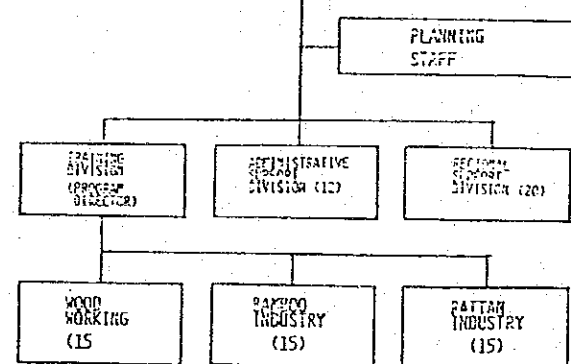 PLANNING
STAFF
TRAINING
DIVISION
(PROGRAM
DIRECTOR)
ADMINISTRATIVE
SUPPORT
DIVISION (10)
REGIONAL
SUPPORT
DIVISION (20)
WOOD
WORKING
(15
BAMBOO
INDUSTRY
(15)
RATTAN
INDUSTRY
(15)